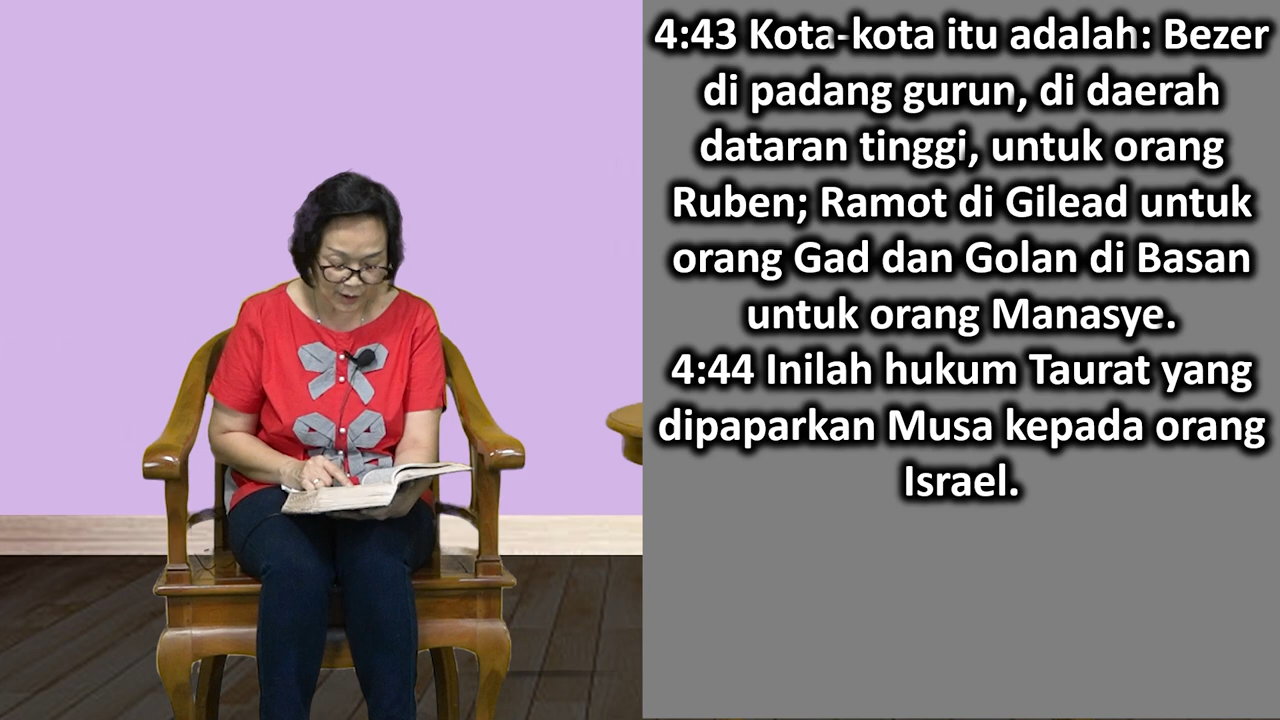 4:43 Kota-kota itu adalah: Bezer
di padang gurun, di daerah
dataran tinggi, untuk orang
Ruben; Ramot di Gilead untuk
orang Gad dan Golan di Basan
untuk orang Manasye.
4:44 Inilah hukum Taurat yang
dipaparkan Musa kepada orang
Israel.